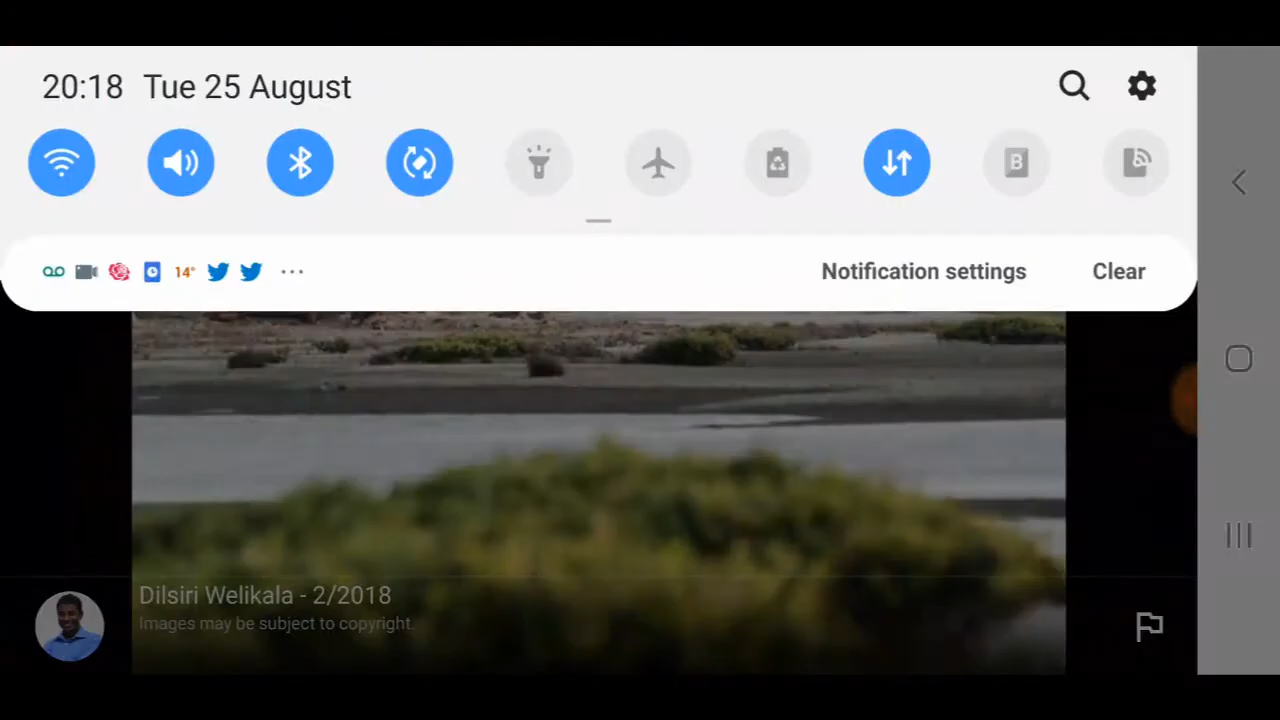 20:18 Tue 25 August
B
14° Notification settings Clear
Dilsiri Welikala - 2/2018
Images may be subject to copyright.